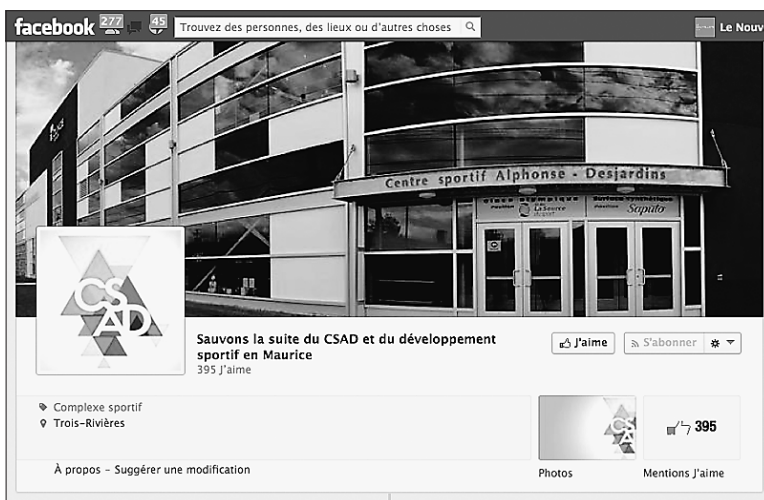 facebook 277 45 Trouvez des personnes, des lieux ou d'autres choses Le Nouv
Centre sportif Alphonse - Desjardins
Saputo
CSAD
Sauvons la suite du CSAD et du développement
sportif en Maurice
395 J'aime
J'aime S'abonner
Complexe sportif
Trois-Rivières
395
À propos – Suggérer une modification
Photos Mentions J'aime